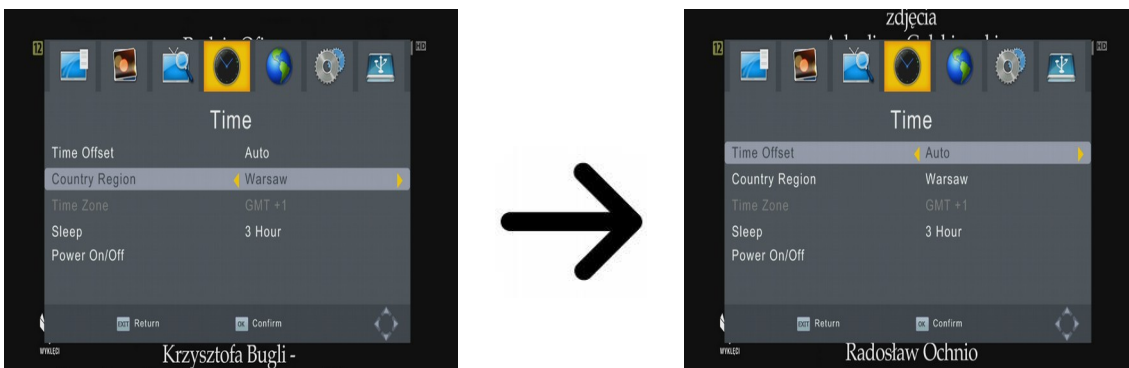 12
HD
Time
Time Offset Auto
Country Region Warsaw
Time Zone GMT +1
Sleep 3 Hour
Power On/Off
EXIT Return OK Confirm
WYKLĘCI
Krzysztofa Bugli -
zdjęcia
12
HD
Time
Time Offset Auto
Country Region Warsaw
Time Zone GMT +1
Sleep 3 Hour
Power On/Off
EXIT Return OK Confirm
WYKLĘCI
Radosław Ochnio